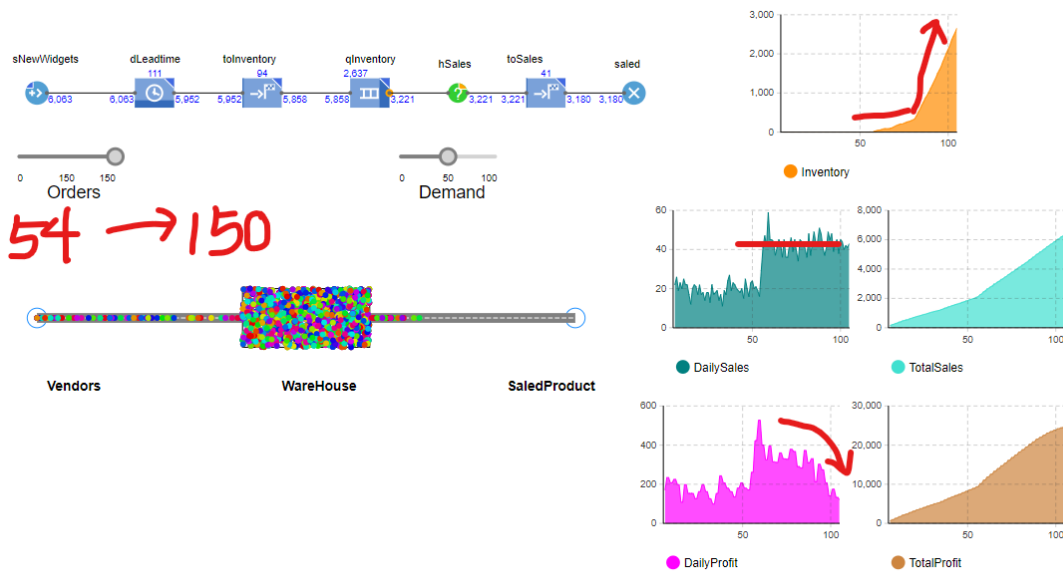 sNewWidgets dLeadtime toInventory qInventory hSales toSales saled
111 94 2,637 41
6,063 6,063 5,952 5,952 5,858 5,858 3,221 3,221 3,221 3,180 3,180
0 150 150
Orders
0 50 100
Demand
54 → 150
Vendors WareHouse SaledProduct
3,000
2,000
1,000
0
50 100
Inventory
60
40
20
0
50 100
DailySales
8,000
6,000
4,000
2,000
0
50 100
TotalSales
600
400
200
0
50 100
DailyProfit
30,000
20,000
10,000
0
50 100
TotalProfit